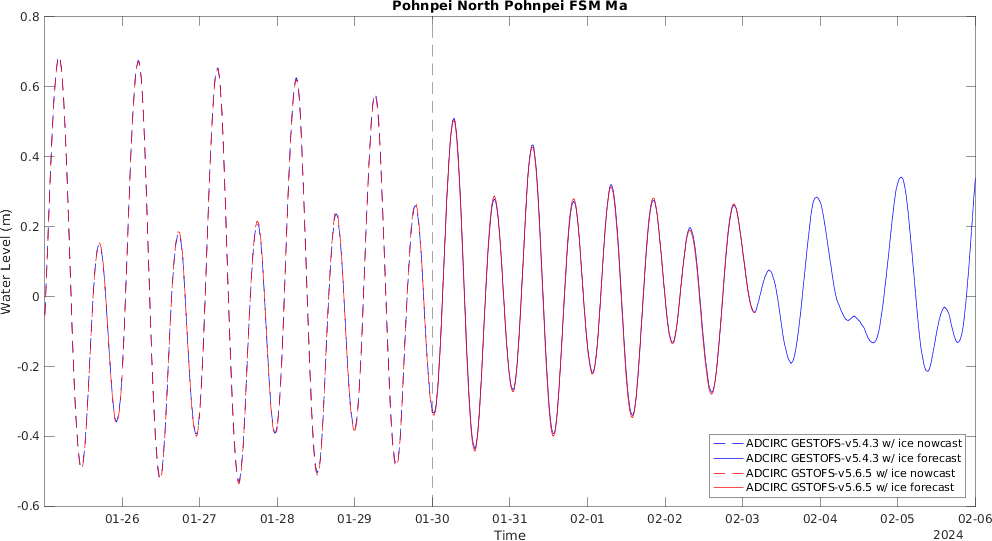 Pohnpei North Pohnpei FSM Ma
0.8
0.6
0.4
0.2
0
-0.2
-0.4
-0.6
Water Level (m)
ADCIRC GESTOFS-v5.4.3 w/ ice nowcast
ADCIRC GESTOFS-v5.4.3 w/ ice forecast
ADCIRC GSTOFS-v5.6.5 w/ ice nowcast
ADCIRC GSTOFS-v5.6.5 w/ ice forecast
01-26 01-27 01-28 01-29 01-30 01-31 02-01 02-02 02-03 02-04 02-05 02-06
Time
2024